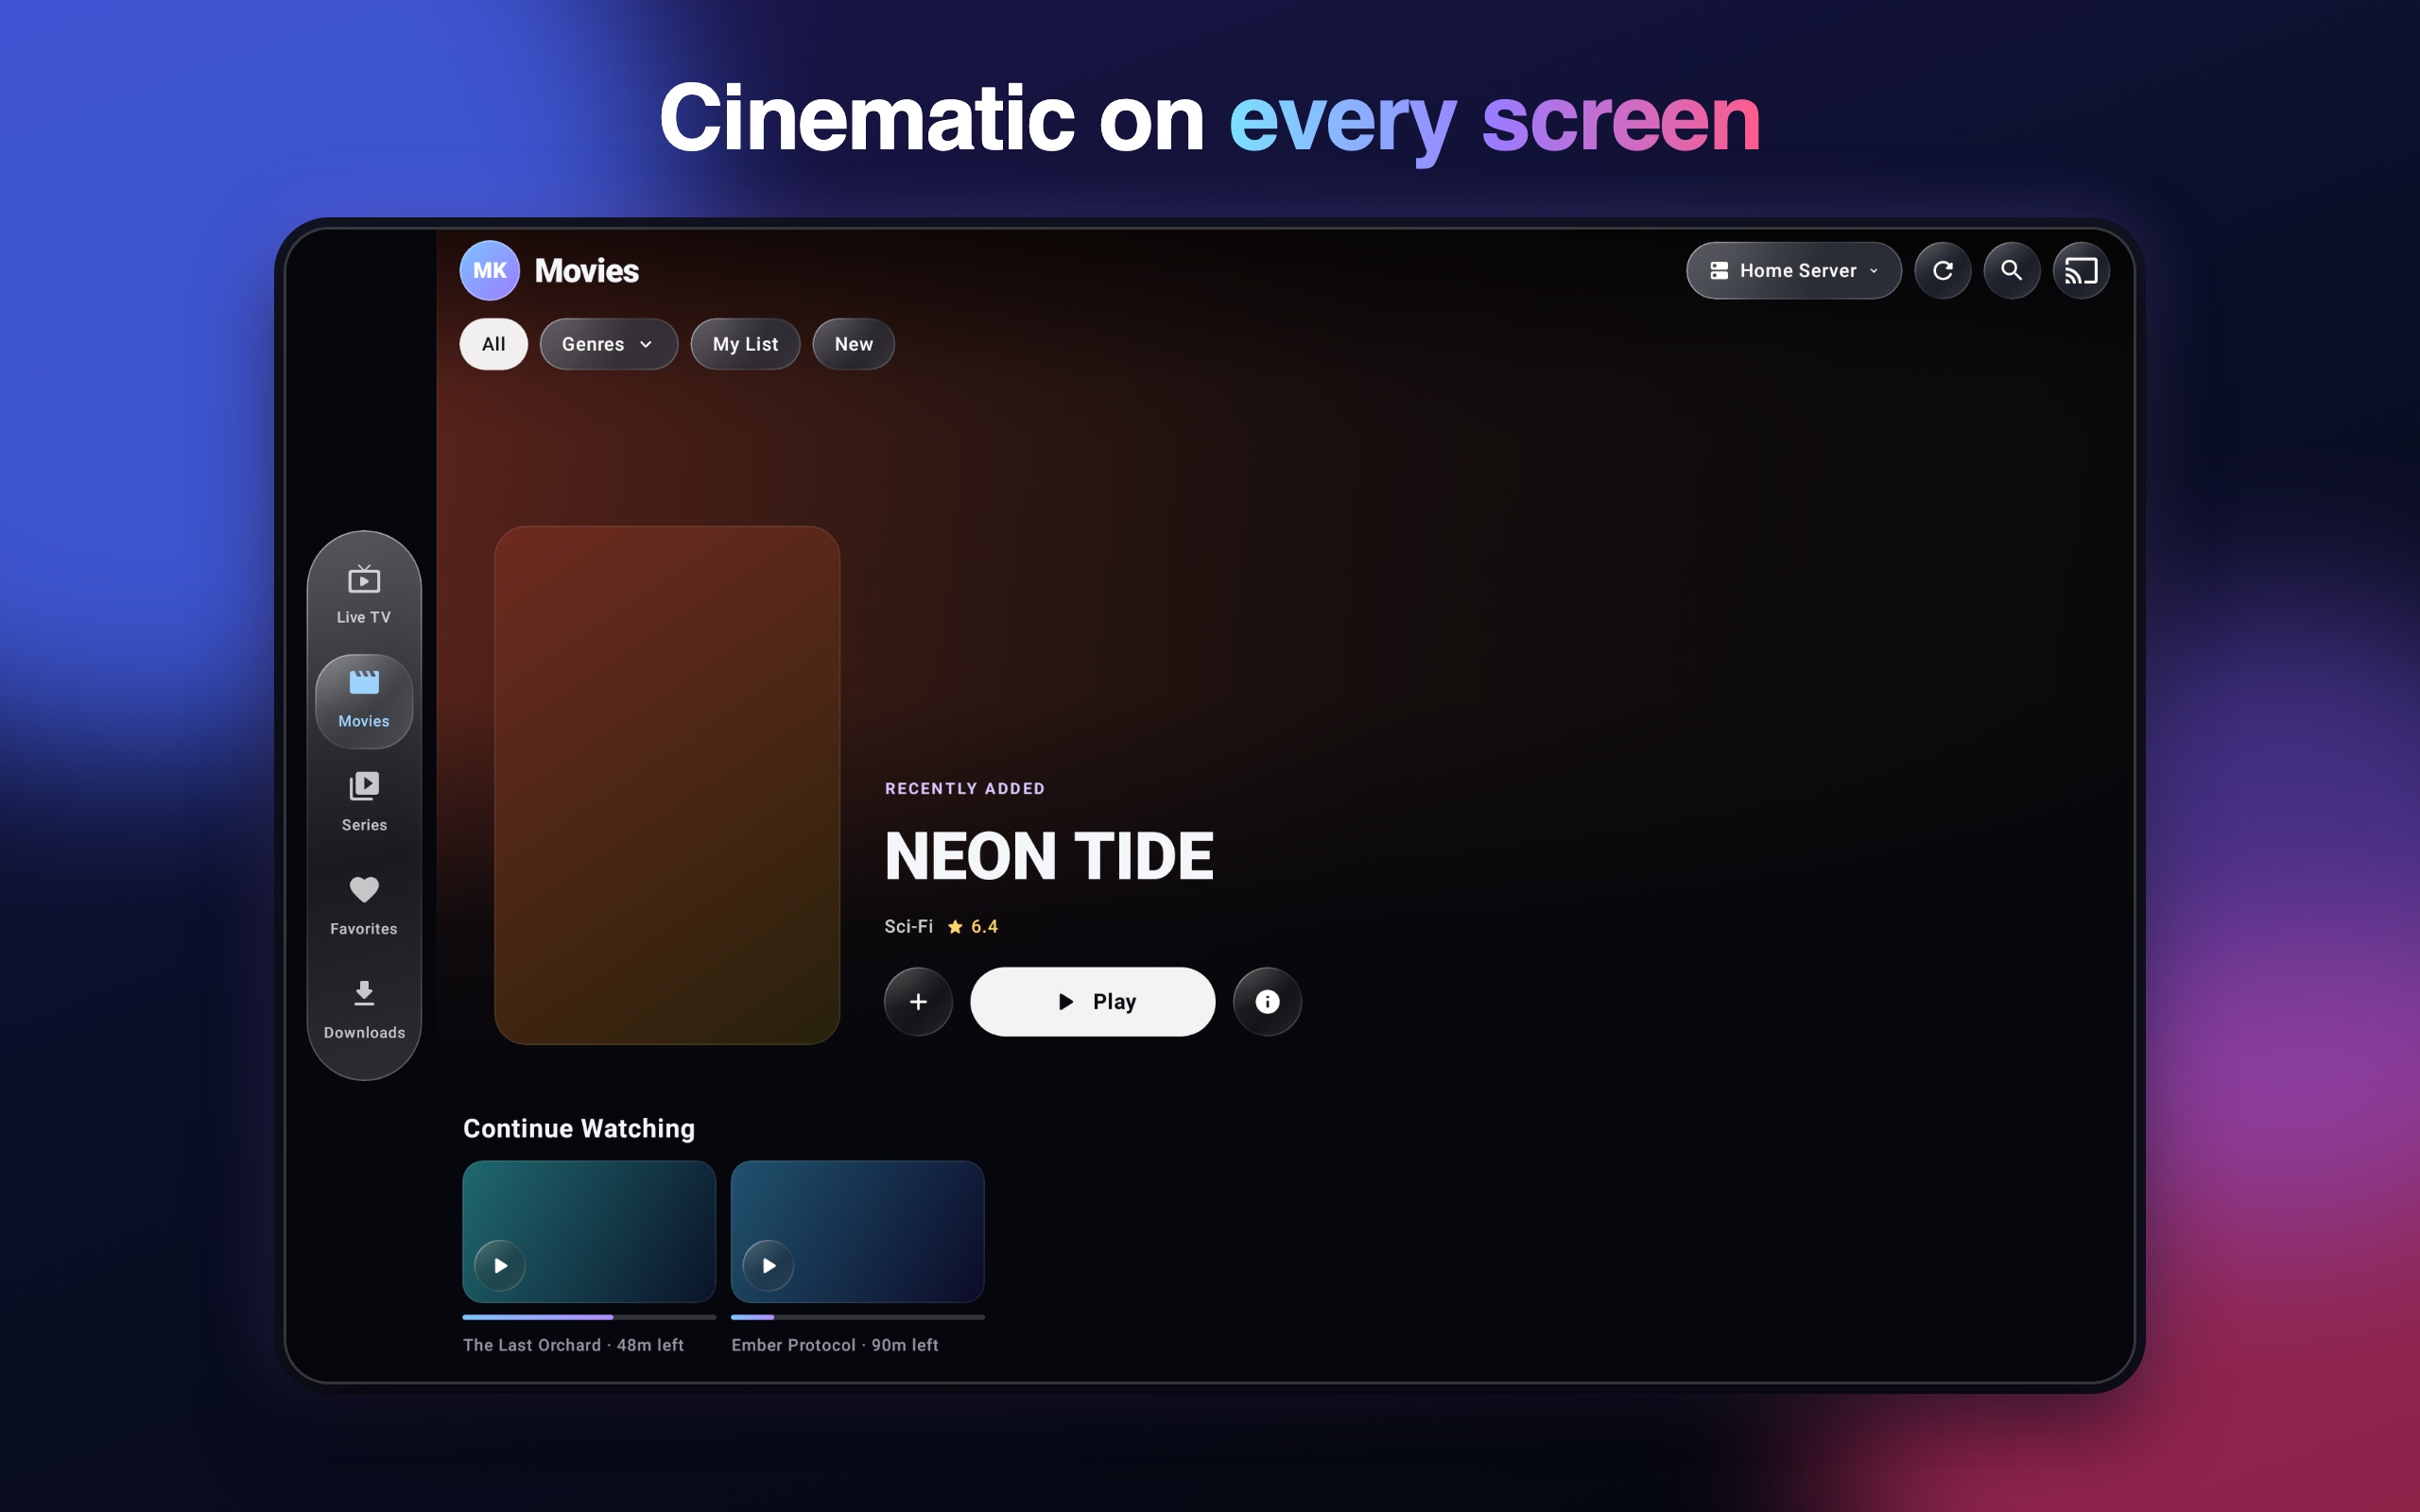 Cinematic on every screen
MK Movies
Home Server
All Genres My List New
Live TV
Movies
Series
Favorites
Downloads
RECENTLY ADDED
NEON TIDE
Sci-Fi 6.4
Play
Continue Watching
The Last Orchard · 48m left
Ember Protocol · 90m left